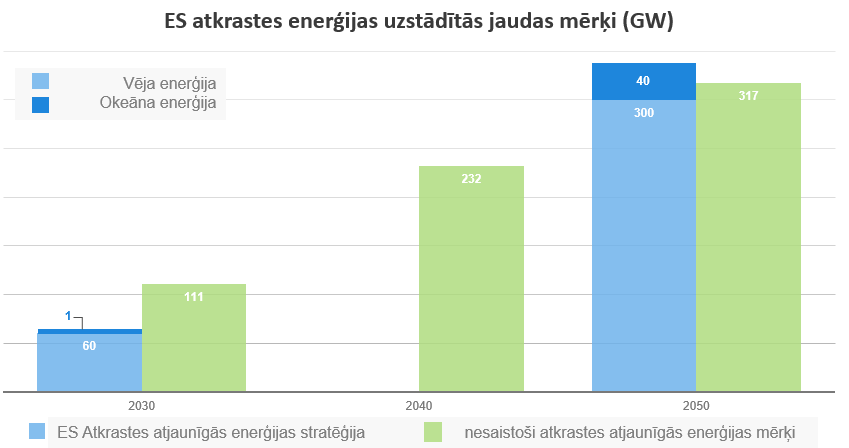 ES atkrastes enerģijas uzstādītās jaudas mērķi (GW)
Vēja enerģija
Okeāna enerģija
40
300
317
232
111
1
60
2030
2040
2050
ES Atkrastes atjaunīgās enerģijas stratēģija
nesaistoši atkrastes atjaunīgās enerģijas mērķi